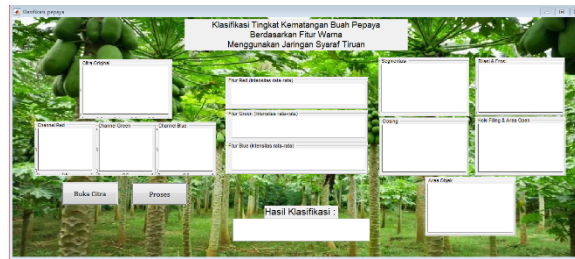 klasifikasi pepaya
Klasifikasi Tingkat Kematangan Buah Pepaya
Berdasarkan Fitur Warna
Menggunakan Jaringan Syaraf Tiruan
Citra Original
Segmentasi
Dilasi & Erosi
Fitur Red (Intensitas rata-rata)
Fitur Green (Intensitas rata-rata)
Fitur Blue (Intensitas rata-rata)
Channel Red
Channel Green
Channel Blue
Closing
Hole Filling & Area Open
Buka Citra
Proses
Area Objek
Hasil Klasifikasi :